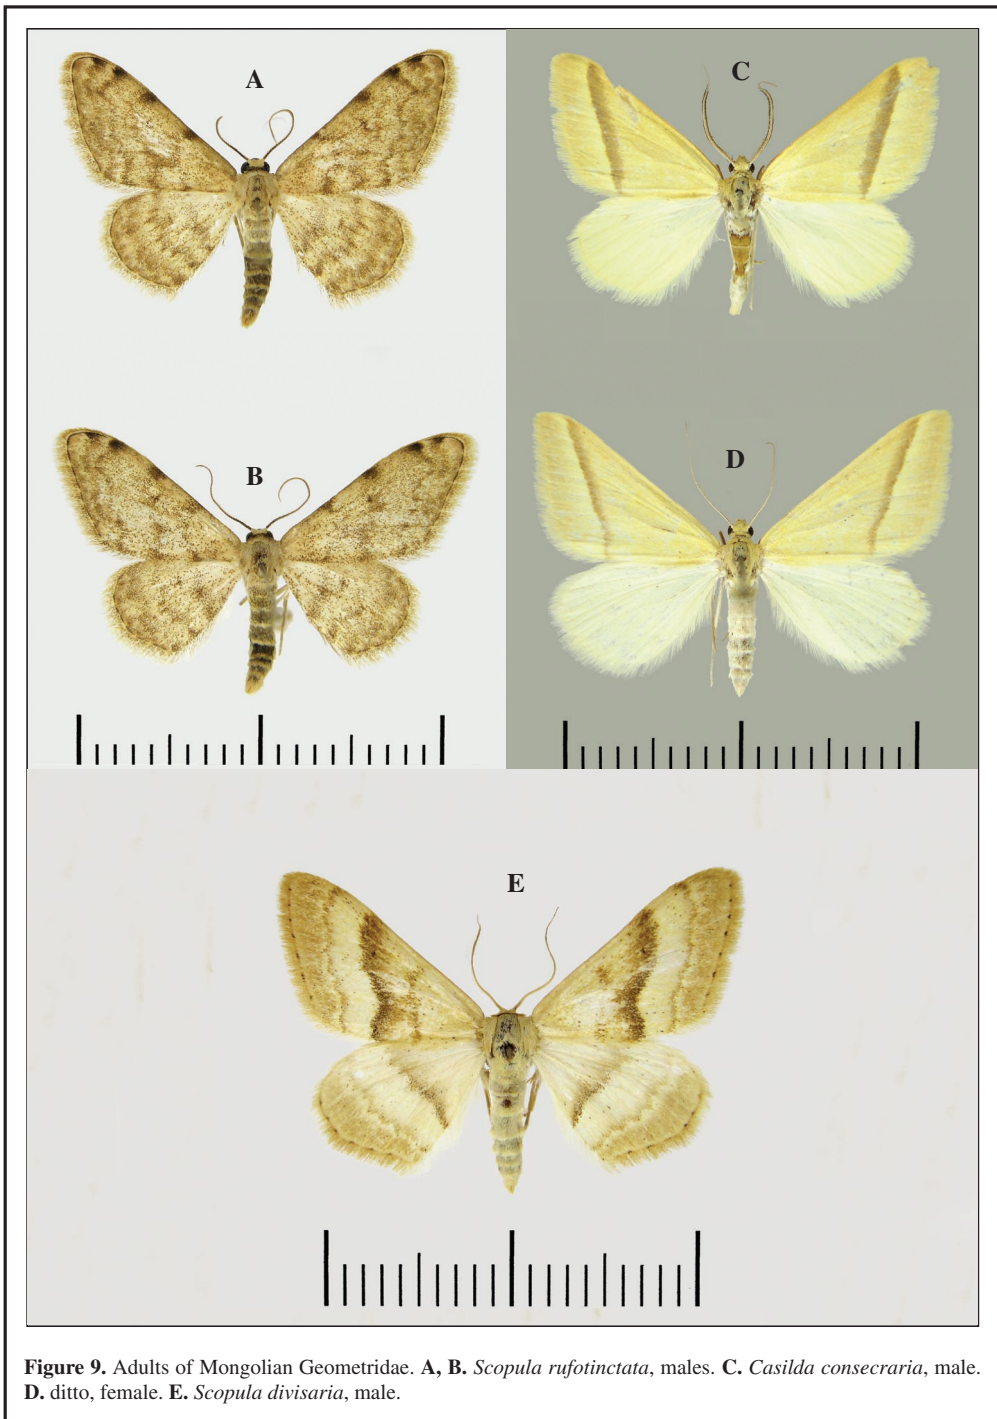 A
C
B
D
E
Figure 9. Adults of Mongolian Geometridae. A, B. Scopula rufotinctata, males. C. Casilda consecraria, male.
D. ditto, female. E. Scopula divisaria, male.